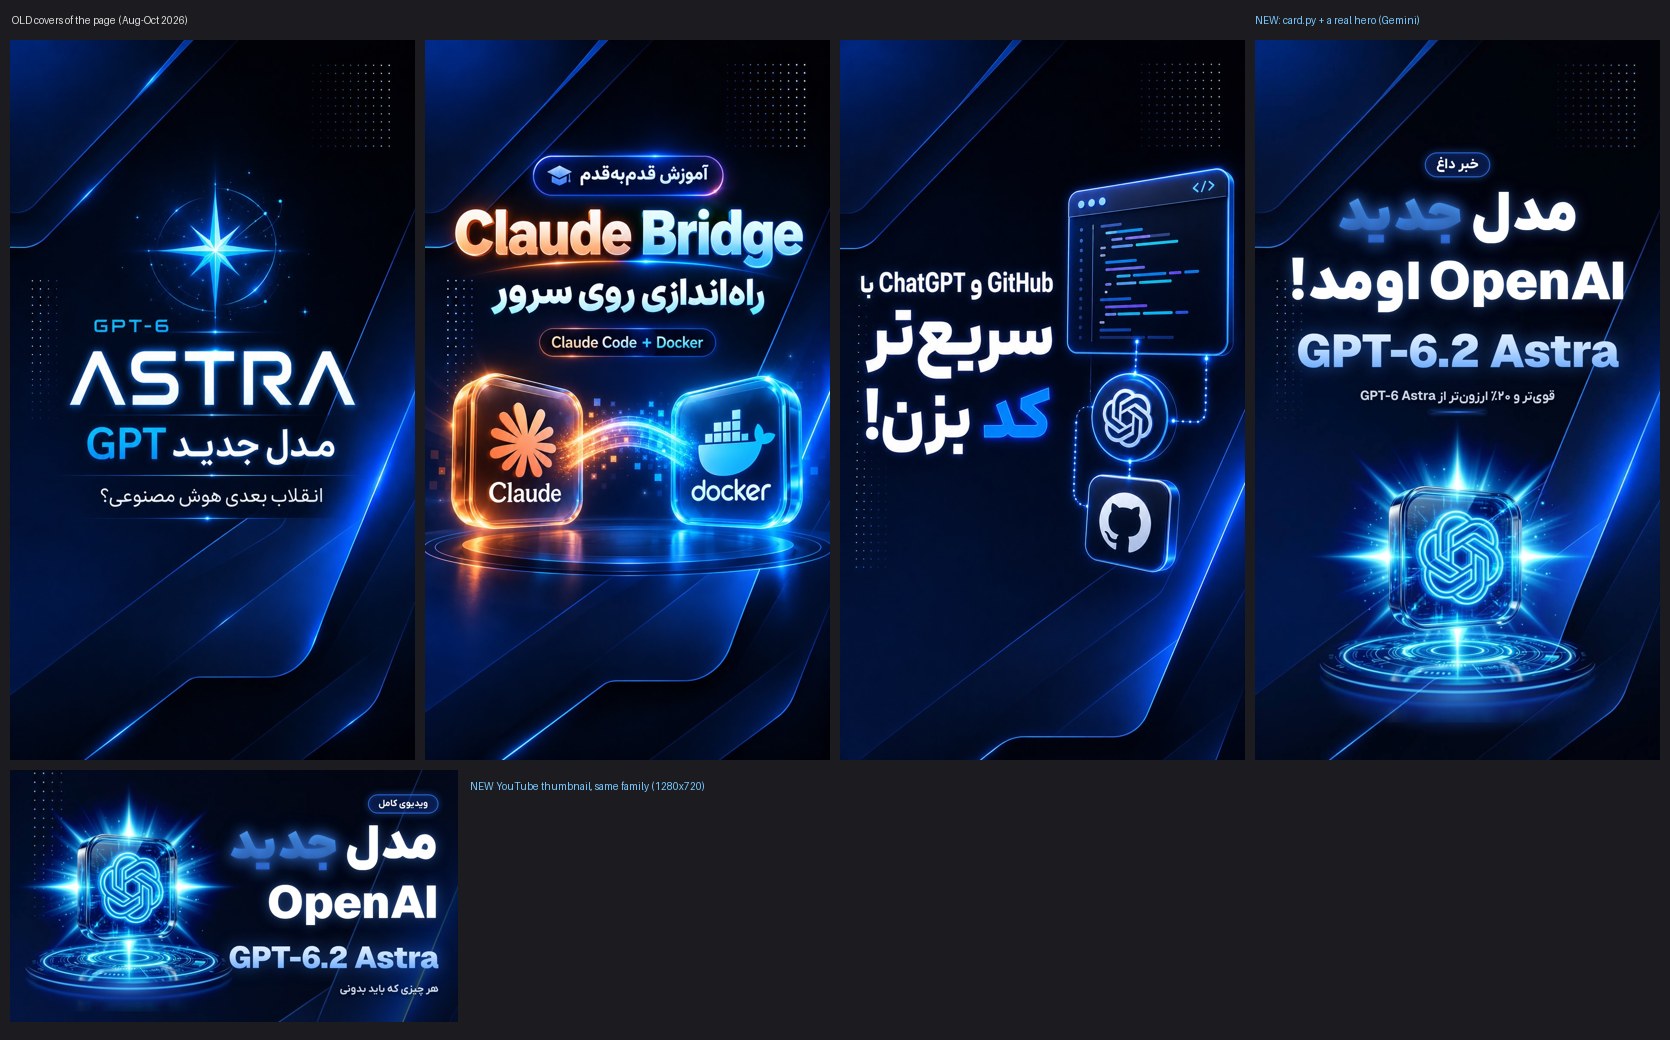 OLD covers of the page (Aug-Oct 2026)
NEW: card.py + a real hero (Gemini)
GPT-6
ASTRA
مدل جدید GPT
انقلاب بعدی هوش مصنوعی؟
آموزش قدم‌به‌قدم
Claude Bridge
راه‌اندازی روی سرور
Claude Code + Docker
Claude
docker
</>
با ChatGPT و GitHub
سریع‌تر
کد بزن!
خبر داغ
مدل جدید
OpenAI اومد!
GPT-6.2 Astra
قوی‌تر و ۲۰٪ ارزون‌تر از GPT-6 Astra
NEW YouTube thumbnail, same family (1280x720)
ویدیوی کامل
مدل جدید
OpenAI
GPT-6.2 Astra
هر چیزی که باید بدونی